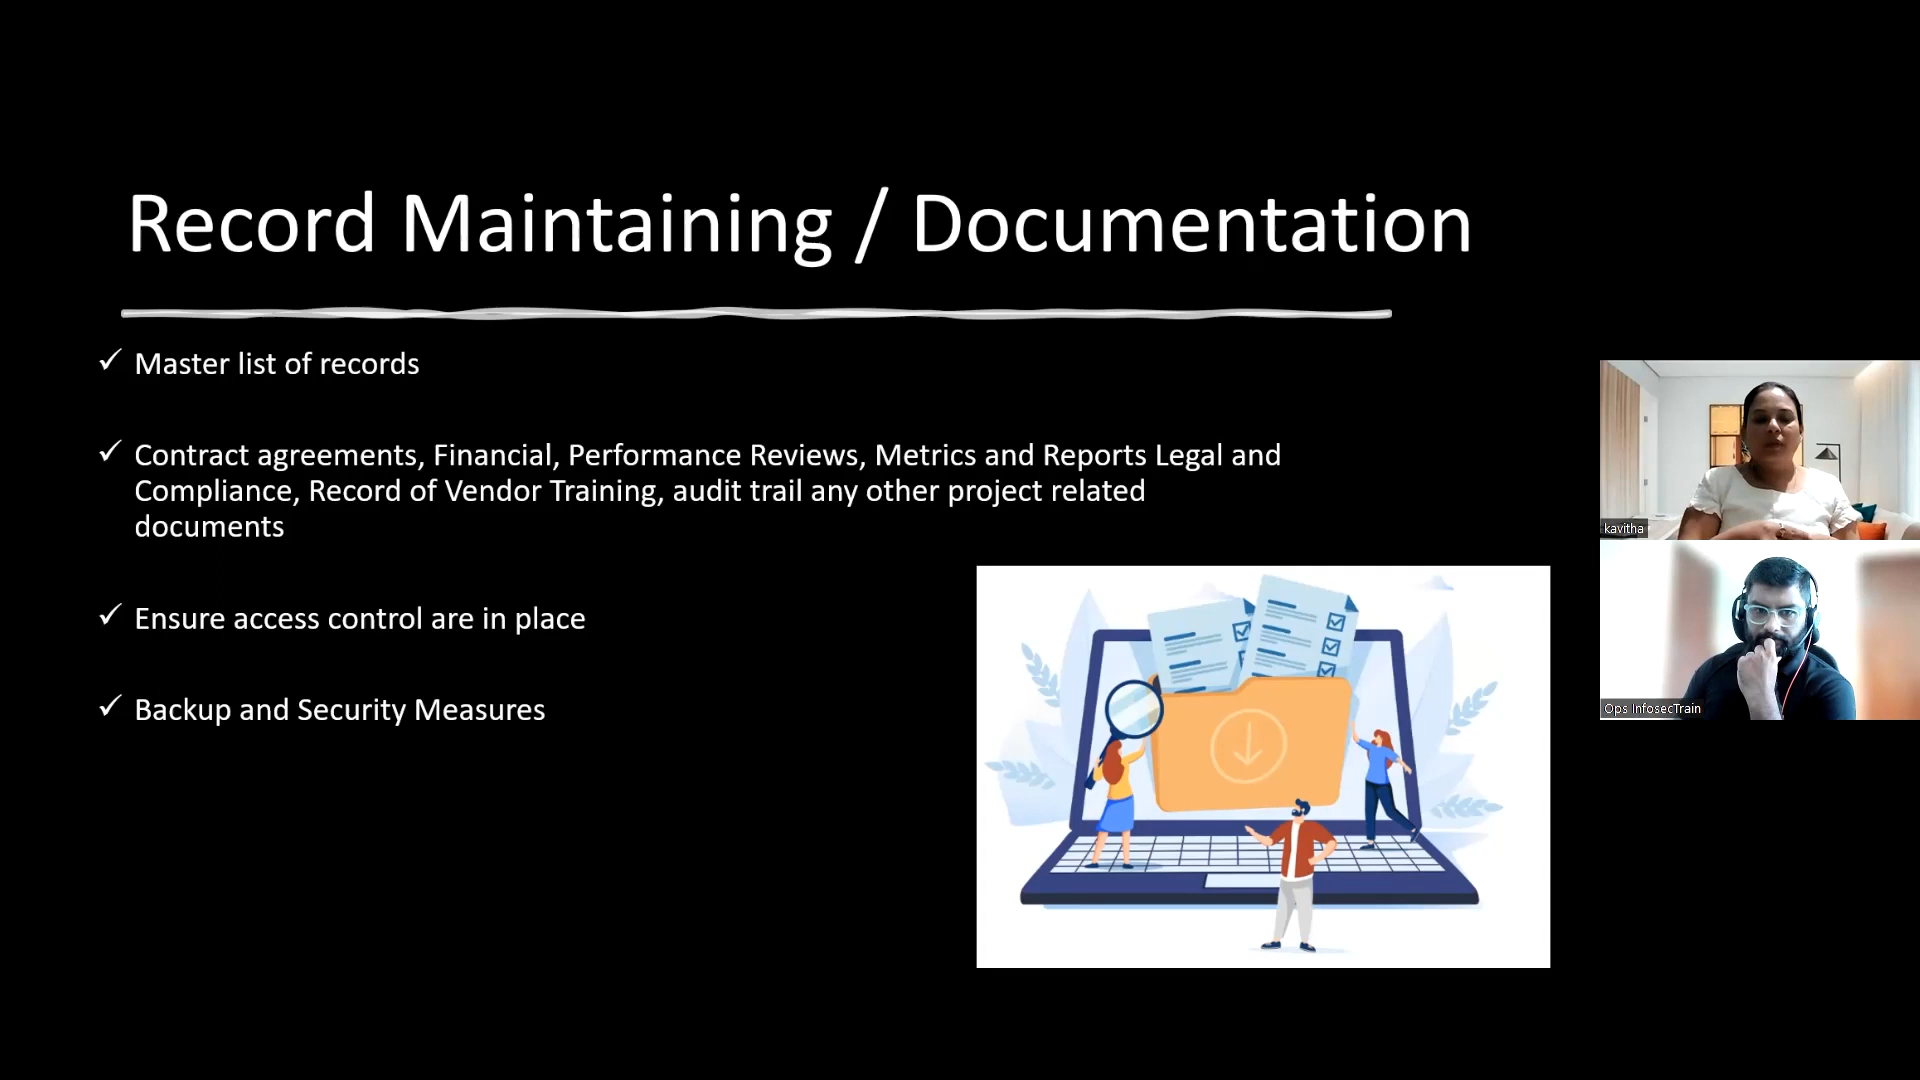 Record Maintaining / Documentation
✓ Master list of records
✓ Contract agreements, Financial, Performance Reviews, Metrics and Reports Legal and
Compliance, Record of Vendor Training, audit trail any other project related
documents
✓ Ensure access control are in place
✓ Backup and Security Measures
kavitha
Ops InfosecTrain